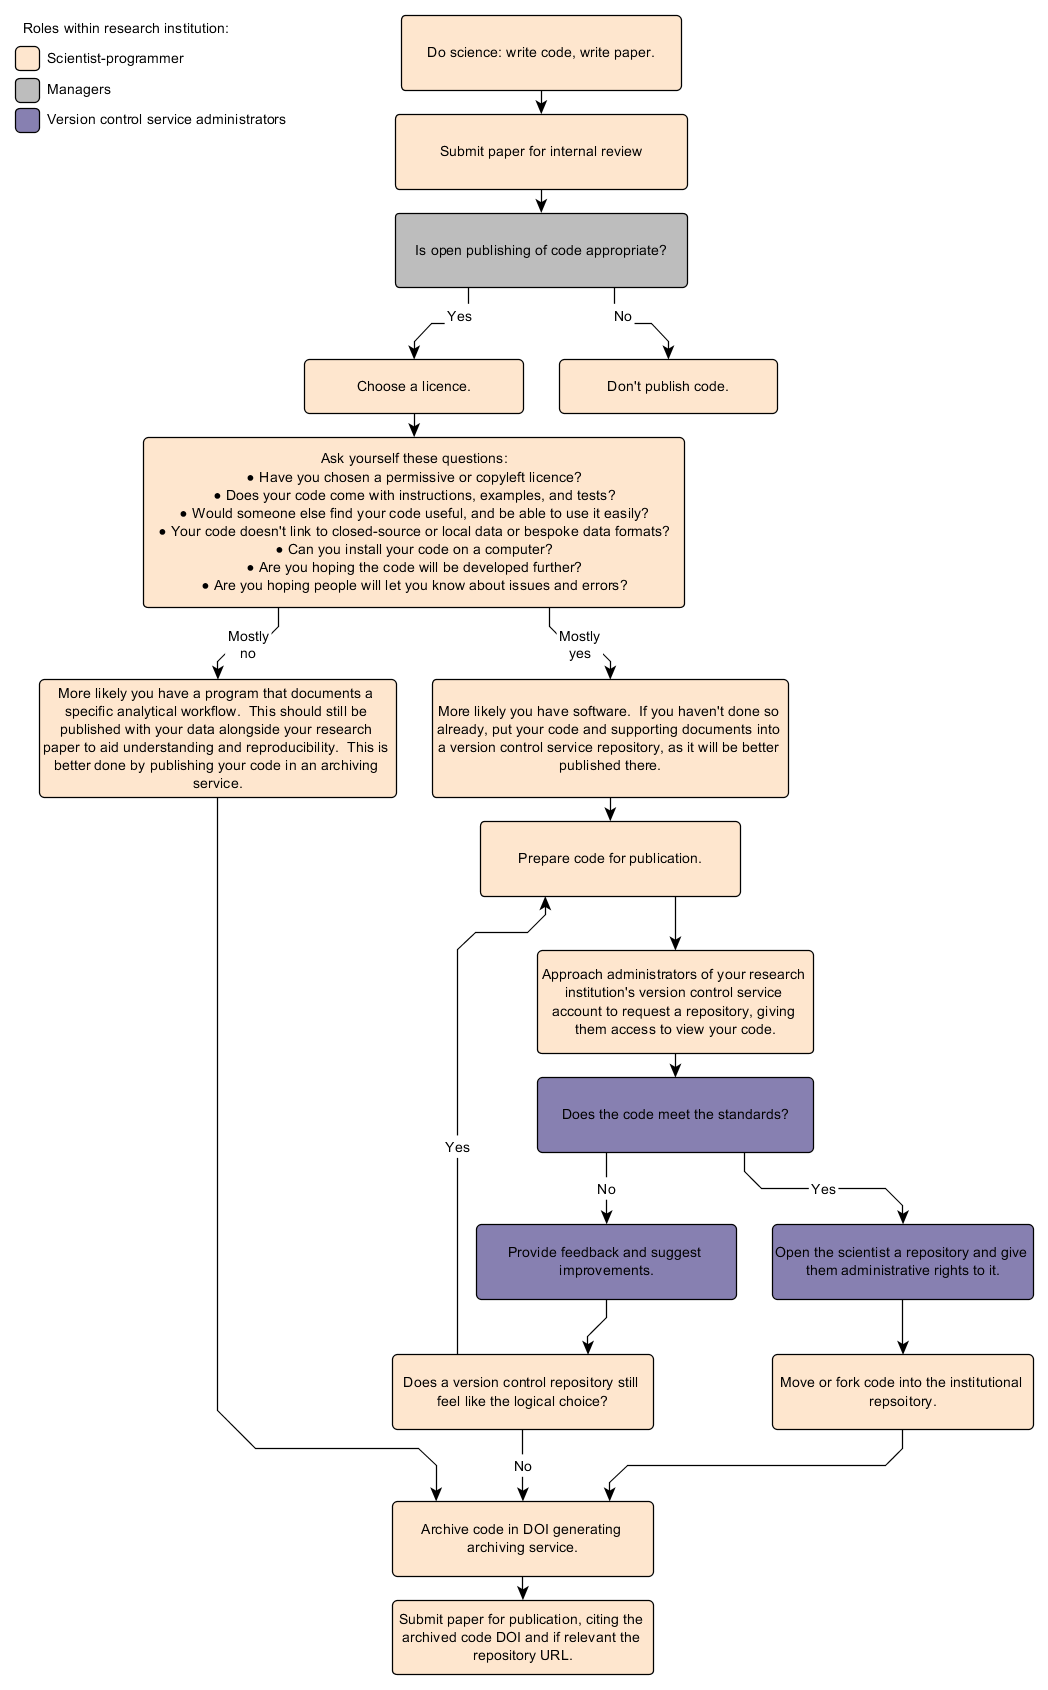 Roles within research institution:
Scientist-programmer
Managers
Version control service administrators
Do science: write code, write paper.
Submit paper for internal review
Is open publishing of code appropriate?
Yes
No
Choose a licence.
Don't publish code.
Ask yourself these questions:
● Have you chosen a permissive or copyleft licence?
● Does your code come with instructions, examples, and tests?
● Would someone else find your code useful, and be able to use it easily?
● Your code doesn't link to closed-source or local data or bespoke data formats?
● Can you install your code on a computer?
● Are you hoping the code will be developed further?
● Are you hoping people will let you know about issues and errors?
Mostly
no
Mostly
yes
More likely you have a program that documents a
specific analytical workflow.  This should still be
published with your data alongside your research
paper to aid understanding and reproducibility.  This is
better done by publishing your code in an archiving
service.
More likely you have software.  If you haven't done so
already, put your code and supporting documents into
a version control service repository, as it will be better
published there.
Prepare code for publication.
Approach administrators of your research
institution's version control service
account to request a repository, giving
them access to view your code.
Does the code meet the standards?
Yes
No
Yes
Provide feedback and suggest
improvements.
Open the scientist a repository and give
them administrative rights to it.
Does a version control repository still
feel like the logical choice?
Move or fork code into the institutional
repsoitory.
No
Archive code in DOI generating
archiving service.
Submit paper for publication, citing the
archived code DOI and if relevant the
repository URL.